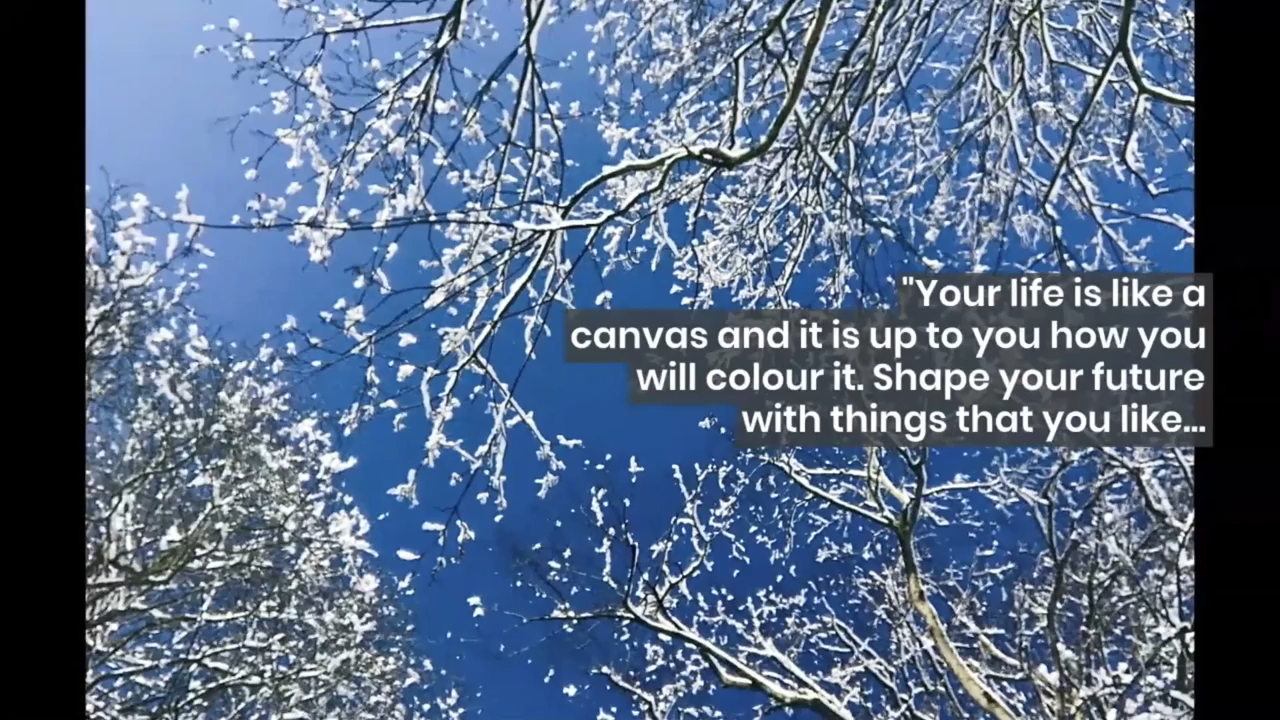 "Your life is like a
canvas and it is up to you how you
will colour it. Shape your future
with things that you like...